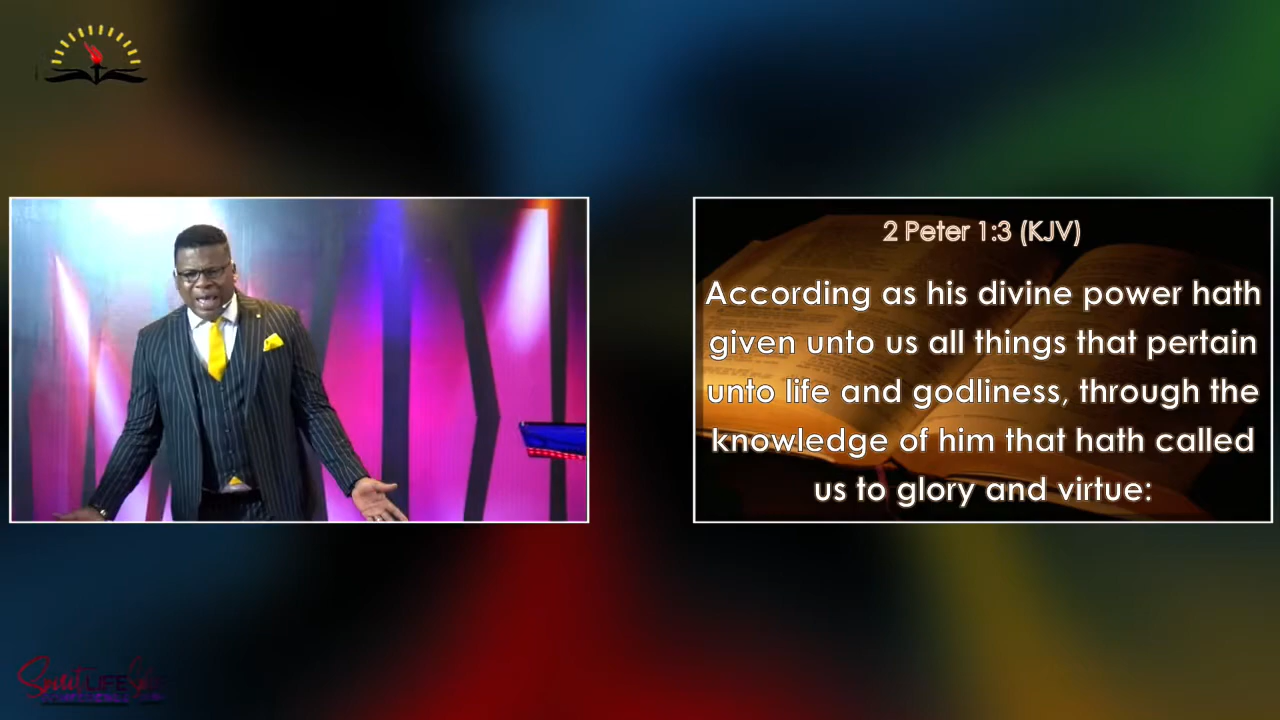 2 Peter 1:3 (KJV)
According as his divine power hath
given unto us all things that pertain
unto life and godliness, through the
knowledge of him that hath called
us to glory and virtue:
LIFE